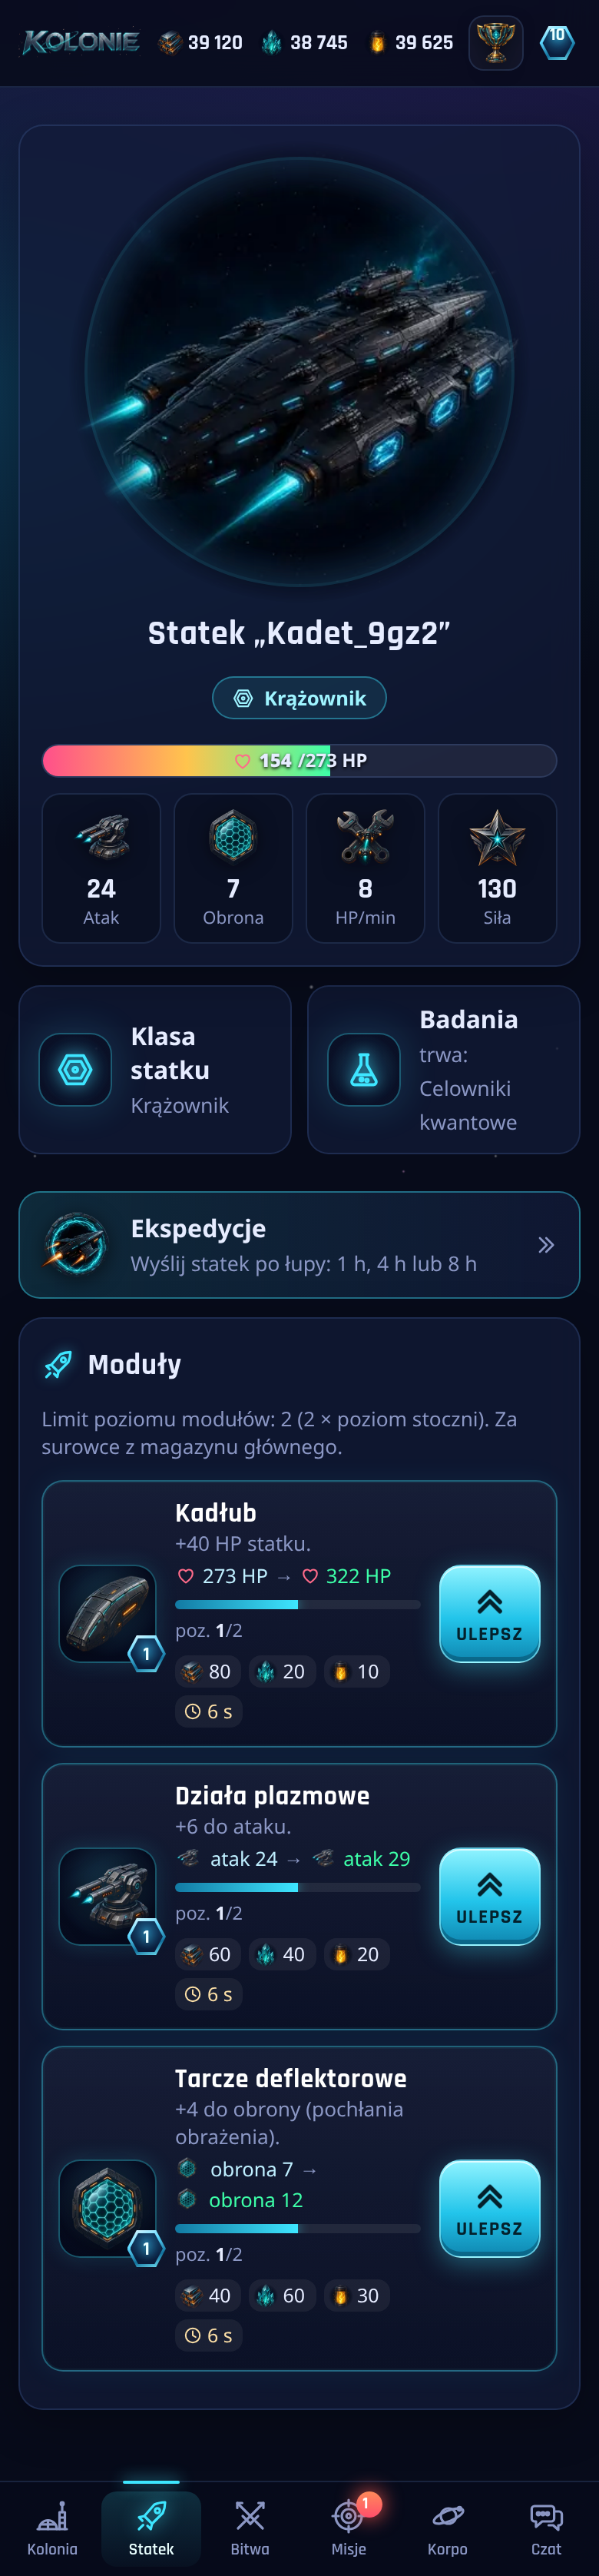 KOLONIE 39 120 38 745 39 625 10
Statek „Kadet_9gz2”
Krążownik
154 /273 HP
24 7 8 130
Atak Obrona HP/min Siła
Klasa
statku
Krążownik
Badania
trwa:
Celowniki
kwantowe
Ekspedycje
Wyślij statek po łupy: 1 h, 4 h lub 8 h
Moduły
Limit poziomu modułów: 2 (2 × poziom stoczni). Za
surowce z magazynu głównego.
Kadłub
+40 HP statku.
273 HP → 322 HP
poz. 1/2
1
80 20 10
6 s
ULEPSZ
Działa plazmowe
+6 do ataku.
atak 24 → atak 29
poz. 1/2
1
60 40 20
6 s
ULEPSZ
Tarcze deflektorowe
+4 do obrony (pochłania
obrażenia).
obrona 7 →
obrona 12
poz. 1/2
1
40 60 30
6 s
ULEPSZ
1
Kolonia Statek Bitwa Misje Korpo Czat